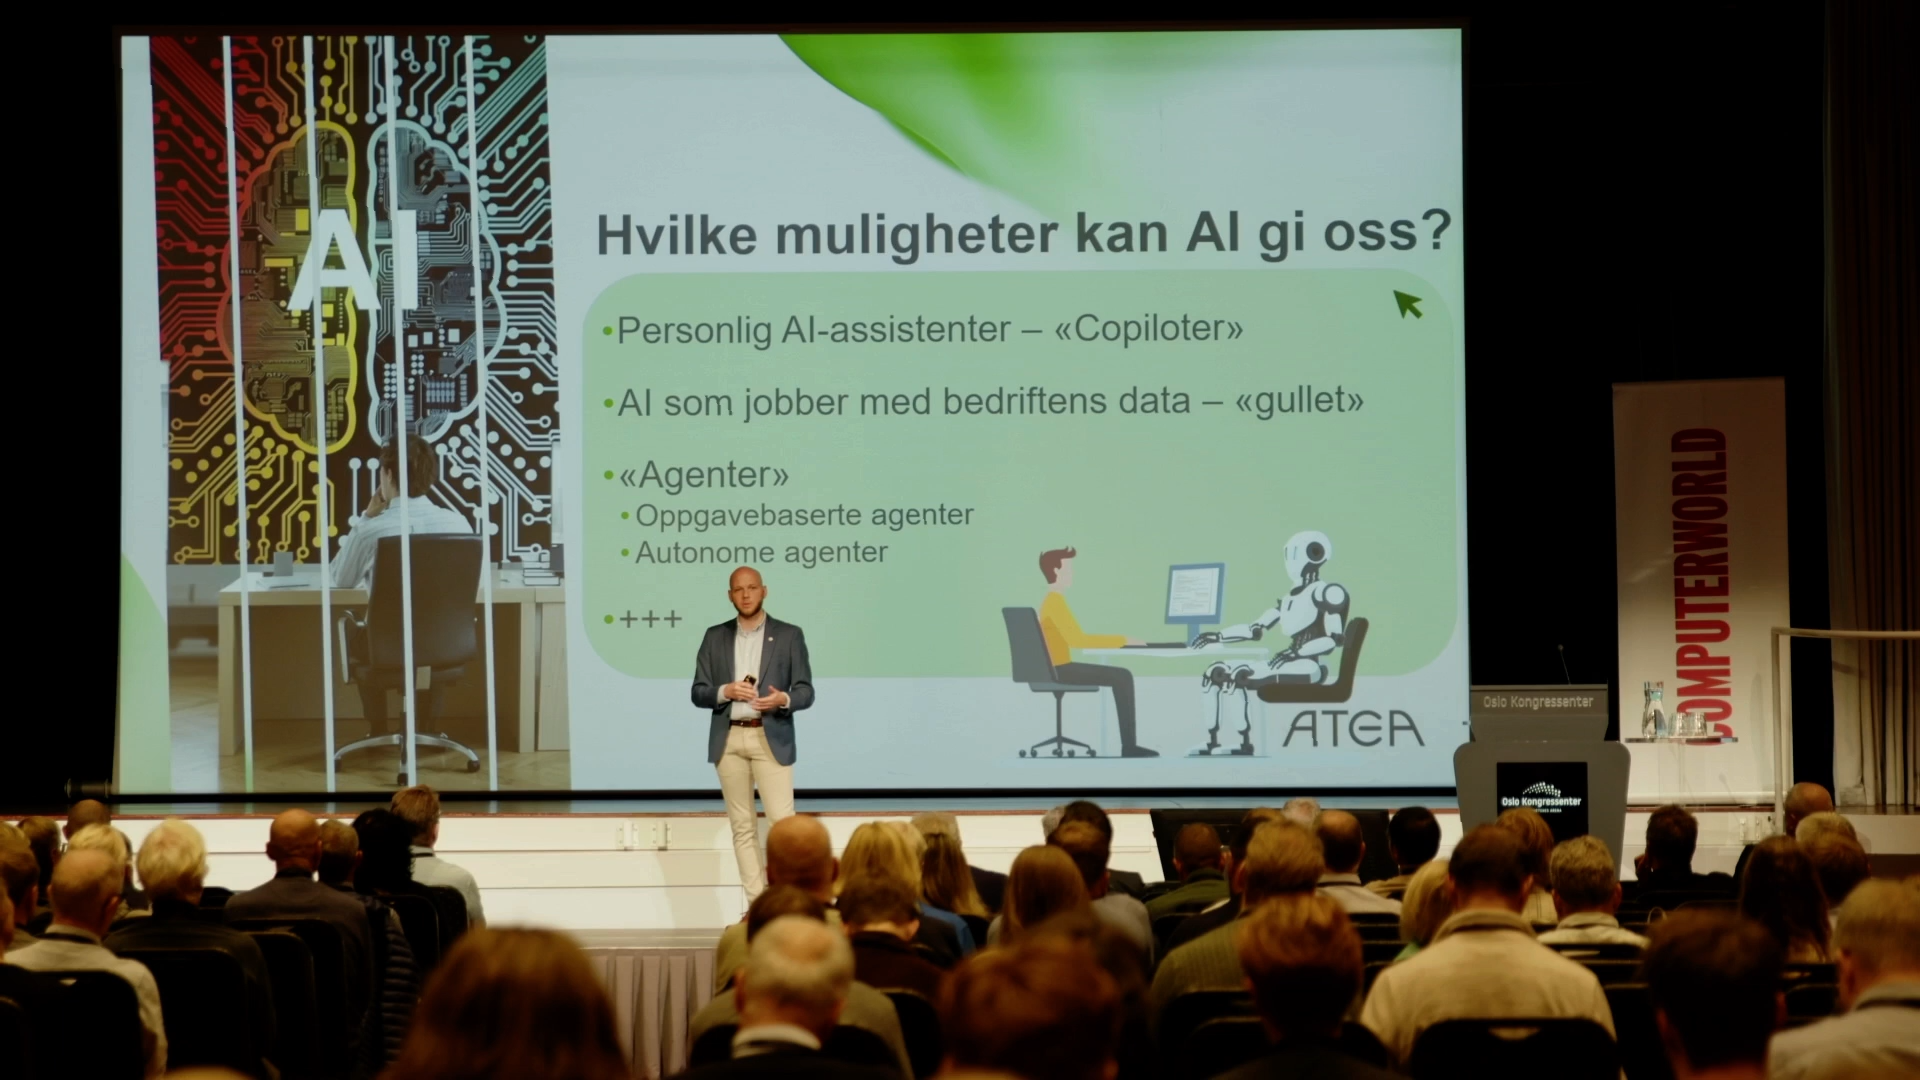 AI
Hvilke muligheter kan AI gi oss?
•Personlig AI-assistenter – «Copiloter»
•AI som jobber med bedriftens data – «gullet»
•«Agenter»
•Oppgavebaserte agenter
•Autonome agenter
•+++
ATEA
COMPUTERWORLD
Oslo Kongressenter
Oslo Kongressenter